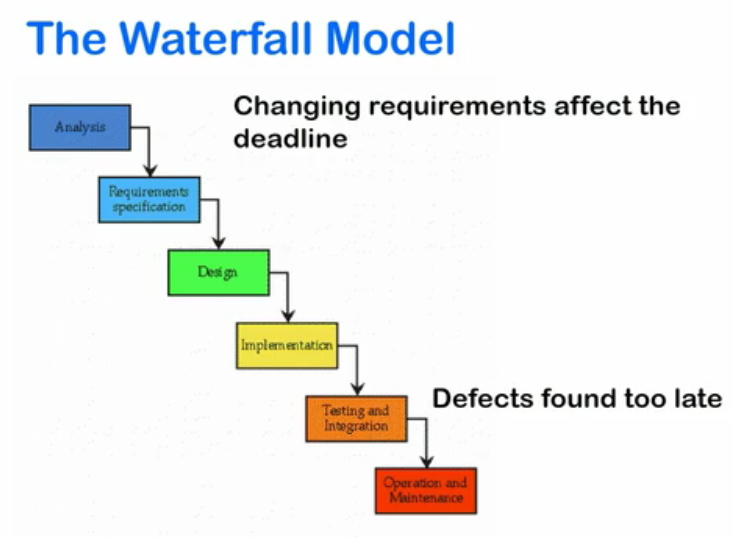 The Waterfall Model
Changing requirements affect the
deadline
Analysis
Requirements
specification
Design
Implementation
Testing and
Integration
Defects found too late
Operation and
Maintenance